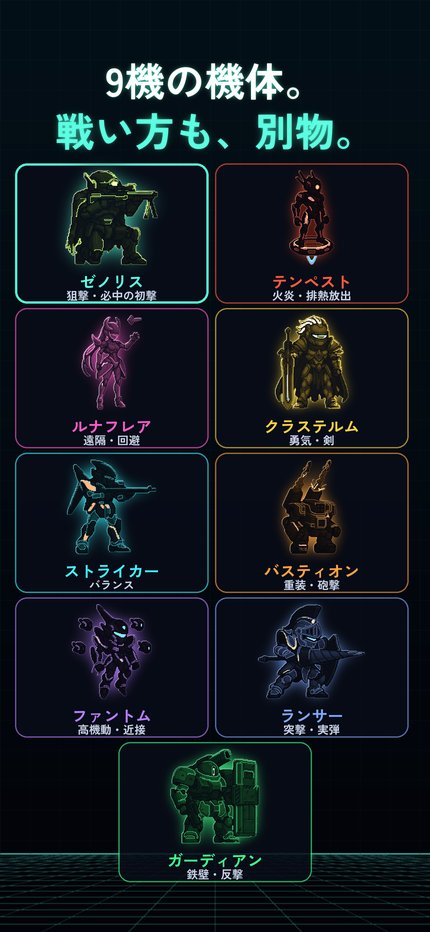 9機の機体。
戦い方も、別物。
ゼノリス
狙撃・必中の初撃
テンペスト
火炎・排熱放出
ルナフレア
遠隔・回避
クラステルム
勇気・剣
ストライカー
バランス
バスティオン
重装・砲撃
ファントム
高機動・近接
ランサー
突撃・実弾
ガーディアン
鉄壁・反撃